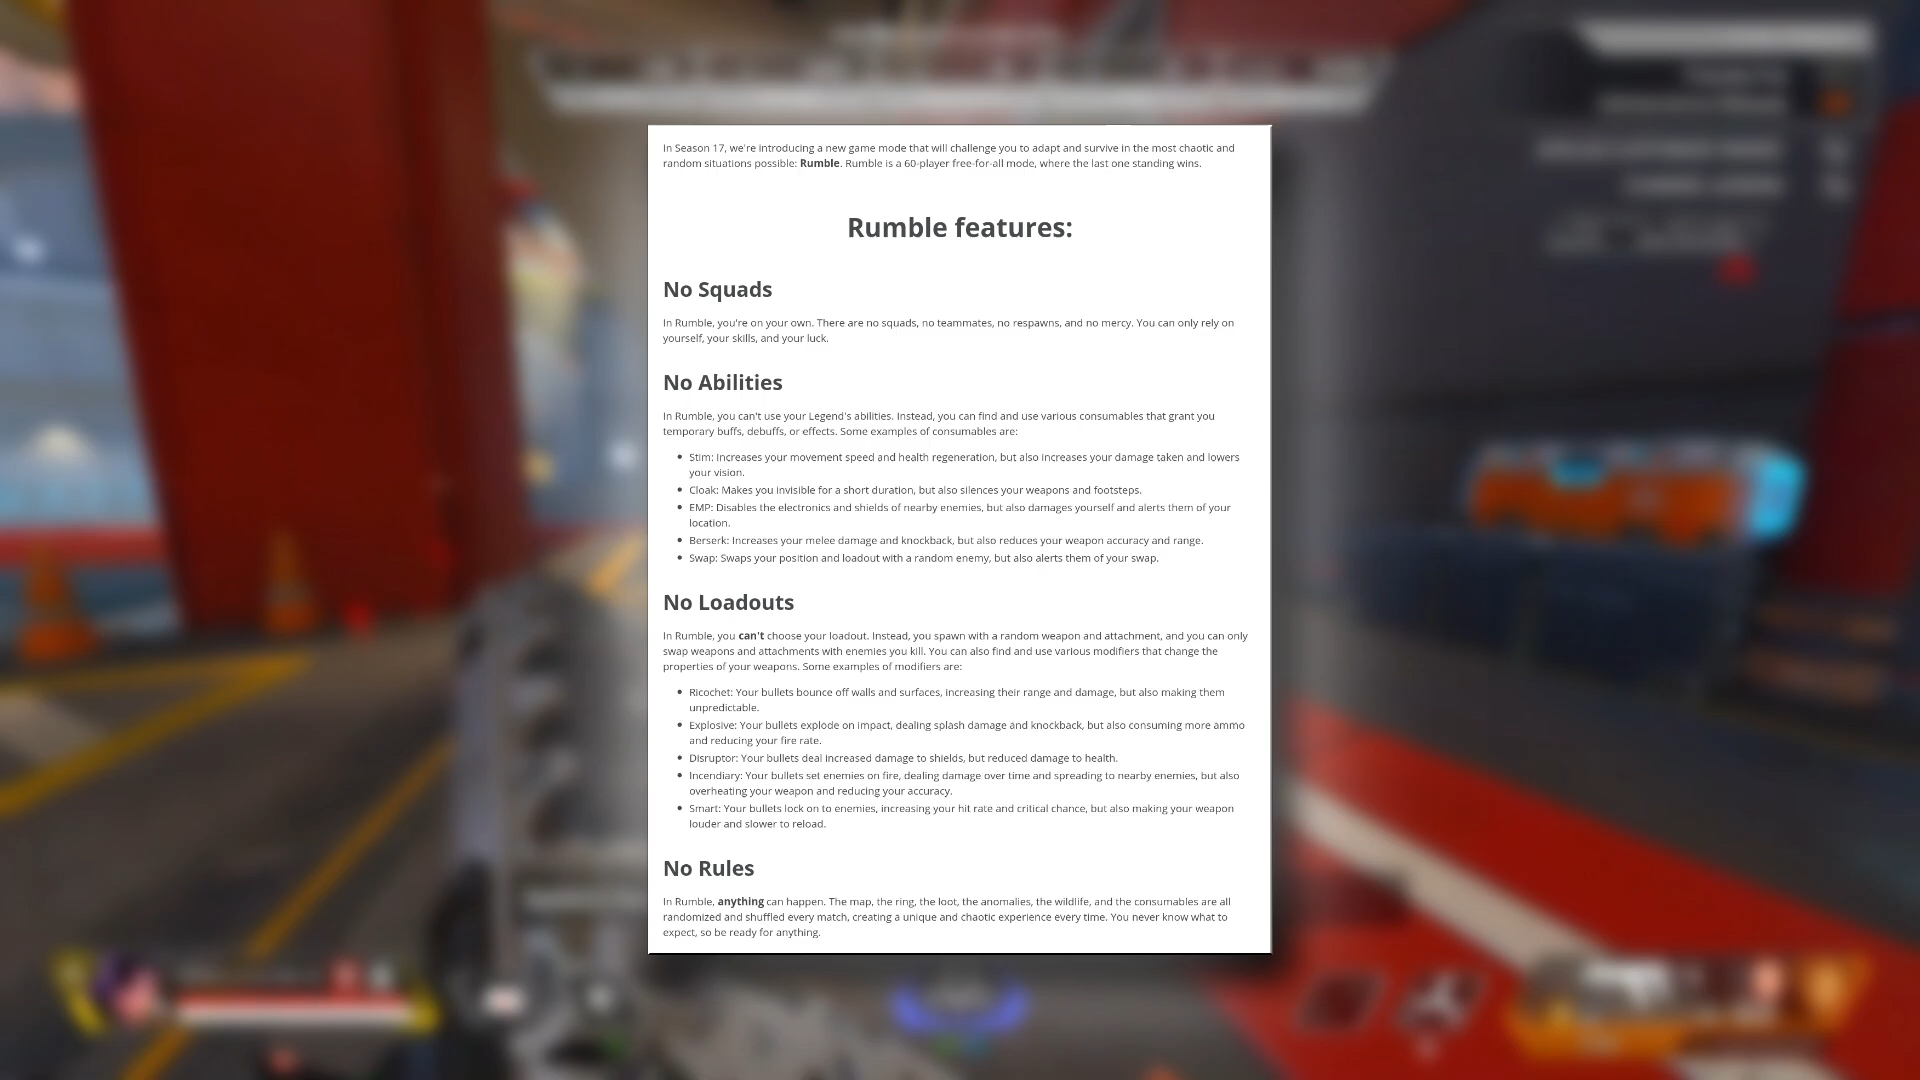 In Season 17, we're introducing a new game mode that will challenge you to adapt and survive in the most chaotic and
random situations possible: Rumble. Rumble is a 60-player free-for-all mode, where the last one standing wins.
Rumble features:
No Squads
In Rumble, you're on your own. There are no squads, no teammates, no respawns, and no mercy. You can only rely on
yourself, your skills, and your luck.
No Abilities
In Rumble, you can't use your Legend's abilities. Instead, you can find and use various consumables that grant you
temporary buffs, debuffs, or effects. Some examples of consumables are:
• Stim: Increases your movement speed and health regeneration, but also increases your damage taken and lowers
your vision.
• Cloak: Makes you invisible for a short duration, but also silences your weapons and footsteps.
• EMP: Disables the electronics and shields of nearby enemies, but also damages yourself and alerts them of your
location.
• Berserk: Increases your melee damage and knockback, but also reduces your weapon accuracy and range.
• Swap: Swaps your position and loadout with a random enemy, but also alerts them of your swap.
No Loadouts
In Rumble, you can't choose your loadout. Instead, you spawn with a random weapon and attachment, and you can only
swap weapons and attachments with enemies you kill. You can also find and use various modifiers that change the
properties of your weapons. Some examples of modifiers are:
• Ricochet: Your bullets bounce off walls and surfaces, increasing their range and damage, but also making them
unpredictable.
• Explosive: Your bullets explode on impact, dealing splash damage and knockback, but also consuming more ammo
and reducing your fire rate.
• Disruptor: Your bullets deal increased damage to shields, but reduced damage to health.
• Incendiary: Your bullets set enemies on fire, dealing damage over time and spreading to nearby enemies, but also
overheating your weapon and reducing your accuracy.
• Smart: Your bullets lock on to enemies, increasing your hit rate and critical chance, but also making your weapon
louder and slower to reload.
No Rules
In Rumble, anything can happen. The map, the ring, the loot, the anomalies, the wildlife, and the consumables are all
randomized and shuffled every match, creating a unique and chaotic experience every time. You never know what to
expect, so be ready for anything.